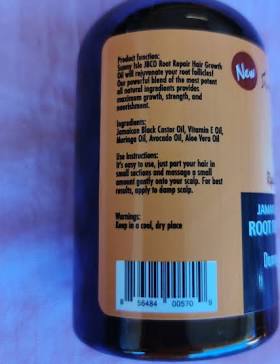 Product function:
Sunny Isle JBCO Root Repair Hair Growth
Oil will rejuvenate your root follicles!
Our powerful blend of the most potent
all natural ingredients provides
maximum growth, strength, and
nourishment.
Ingredients:
Jamaican Black Castor Oil, Vitamin E Oil,
Moringa Oil, Avocado Oil, Aloe Vera Oil
Use Instructions:
It's easy to use, just part your hair in
small sections and massage a small
amount gently onto your scalp. For best
results, apply to damp scalp.
Warnings:
Keep in a cool, dry place
8 56484 00570 9
New
ROOT